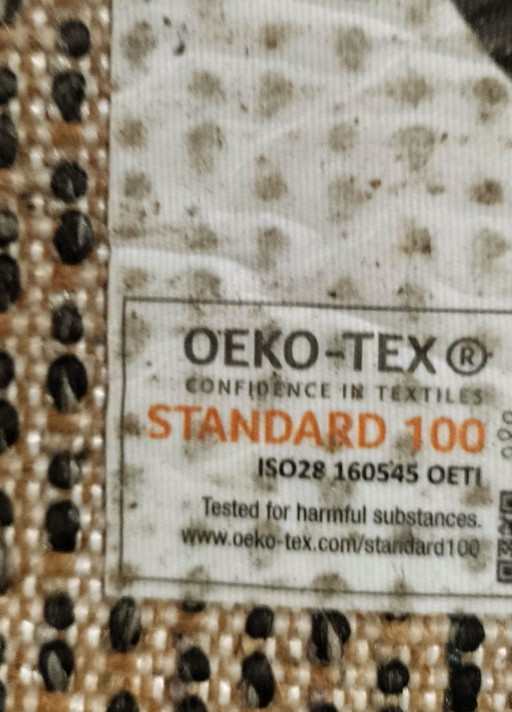 OEKO-TEX®
CONFIDENCE IN TEXTILES
STANDARD 100
ISO28 160545 OETI
Tested for harmful substances.
www.oeko-tex.com/standard100